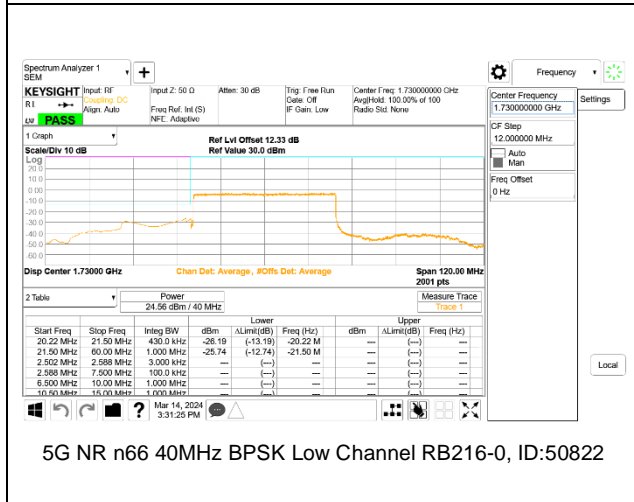 Spectrum Analyzer 1
SEM
Frequency
KEYSIGHT
Input: RF
Coupling: DC
Align: Auto
Input Z: 50 Ω
Freq Ref: Int (S)
NFE: Adaptive
Atten: 30 dB
Trig: Free Run
Gate: Off
IF Gain: Low
Center Freq: 1.730000000 GHz
Avg|Hold: 100.00% of 100
Radio Std: None
PASS
Center Frequency
1.730000000 GHz
Settings
CF Step
12.000000 MHz
Auto
Man
Freq Offset
0 Hz
Local
1 Graph
Scale/Div 10 dB
Ref Lvl Offset 12.33 dB
Ref Value 30.0 dBm
Log
20.0
10.0
0.00
-10.0
-20.0
-30.0
-40.0
-50.0
-60.0
Disp Center 1.73000 GHz
Chan Det: Average, #Offs Det: Average
Span 120.00 MHz
2001 pts
2 Table
Power
24.56 dBm / 40 MHz
Measure Trace
Trace 1
Lower Upper
Start Freq Stop Freq Integ BW dBm ΔLimit(dB) Freq (Hz) dBm ΔLimit(dB) Freq (Hz)
20.22 MHz 21.50 MHz 430.0 kHz -26.19 (-13.19) -20.22 M --- (---) ---
21.50 MHz 60.00 MHz 1.000 MHz -25.74 (-12.74) -21.50 M --- (---) ---
2.502 MHz 2.588 MHz 3.000 kHz --- (---) --- --- (---) ---
2.588 MHz 7.500 MHz 100.0 kHz --- (---) --- --- (---) ---
6.500 MHz 10.00 MHz 1.000 MHz --- (---) --- --- (---) ---
10.50 MHz 15.00 MHz 1.000 MHz --- (---) --- --- (---) ---
? Mar 14, 2024
3:31:25 PM
5G NR n66 40MHz BPSK Low Channel RB216-0, ID:50822